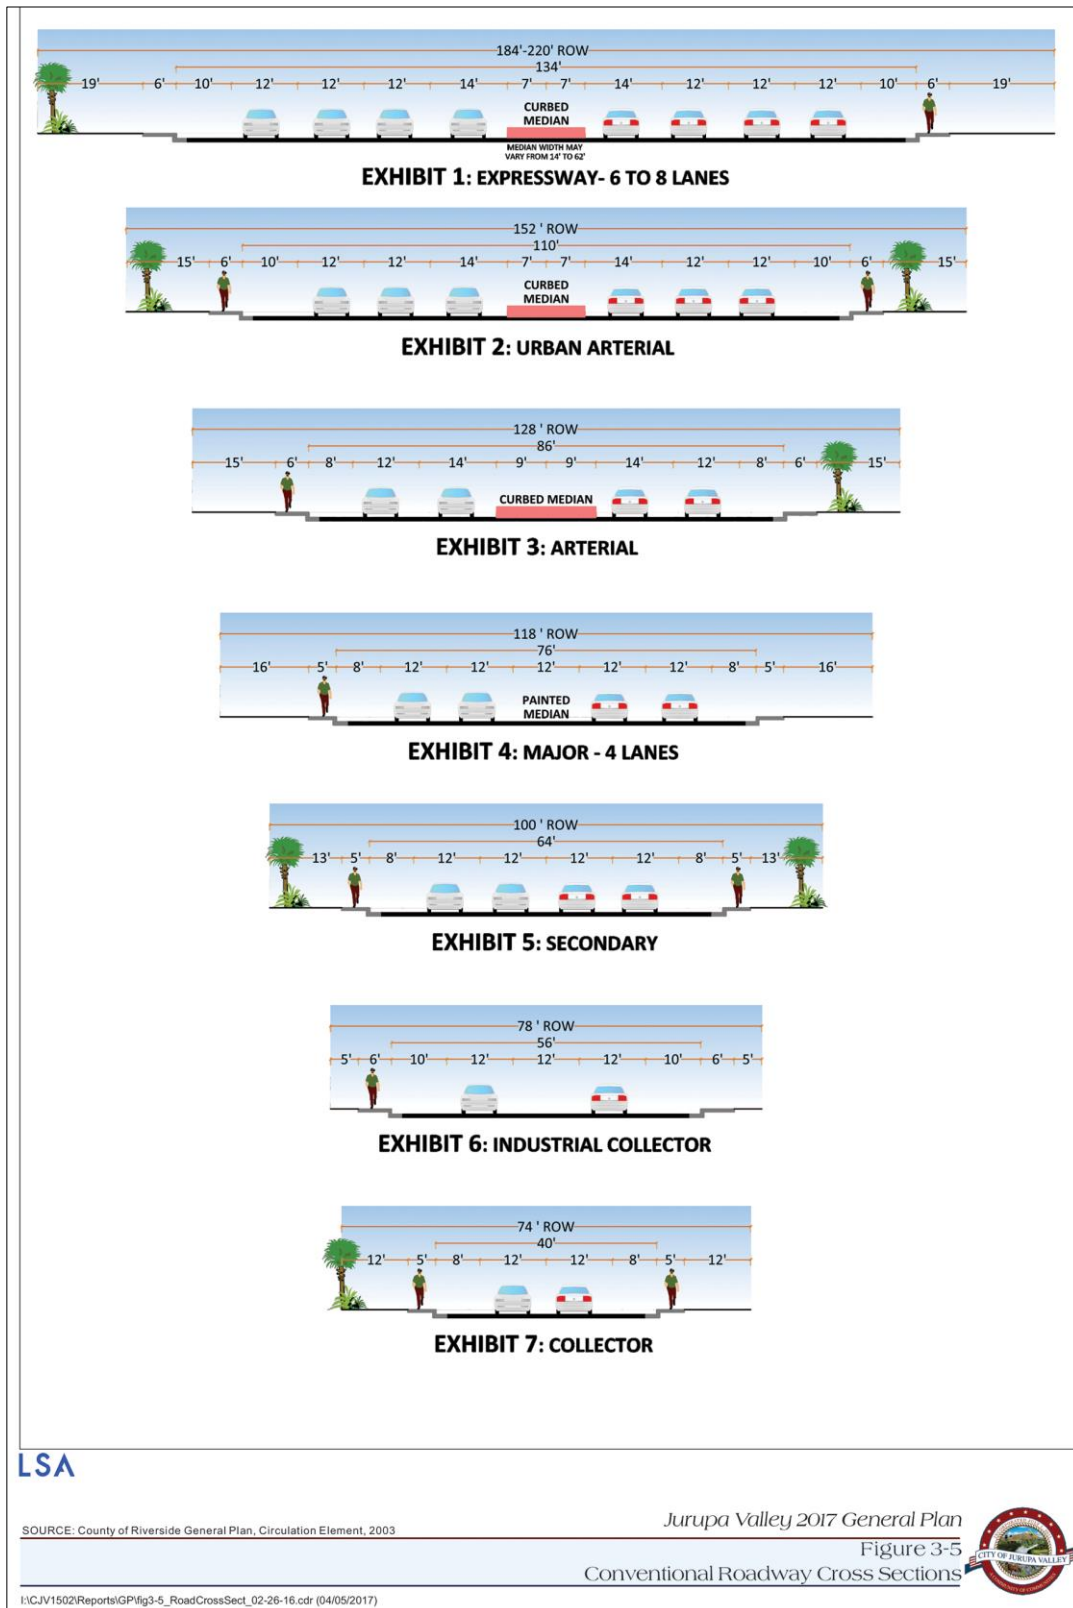 184'-220' ROW
134'
19' 6' 10' 12' 12' 12' 14' 7' 7' 14' 12' 12' 12' 10' 6' 19'
CURBED
MEDIAN
MEDIAN WIDTH MAY
VARY FROM 14' TO 62'
EXHIBIT 1: EXPRESSWAY- 6 TO 8 LANES
152 ' ROW
110'
15' 6' 10' 12' 12' 14' 7' 7' 14' 12' 12' 10' 6' 15'
CURBED
MEDIAN
EXHIBIT 2: URBAN ARTERIAL
128 ' ROW
86'
15' 6' 8' 12' 14' 9' 9' 14' 12' 8' 6' 15'
CURBED MEDIAN
EXHIBIT 3: ARTERIAL
118 ' ROW
76'
16' 5' 8' 12' 12' 12' 12' 12' 8' 5' 16'
PAINTED
MEDIAN
EXHIBIT 4: MAJOR - 4 LANES
100 ' ROW
64'
13' 5' 8' 12' 12' 12' 12' 8' 5' 13'
EXHIBIT 5: SECONDARY
78 ' ROW
56'
5' 6' 10' 12' 12' 12' 10' 6' 5'
EXHIBIT 6: INDUSTRIAL COLLECTOR
74 ' ROW
40'
12' 5' 8' 12' 12' 8' 5' 12'
EXHIBIT 7: COLLECTOR
LSA
SOURCE: County of Riverside General Plan, Circulation Element, 2003
Jurupa Valley 2017 General Plan
Figure 3-5
Conventional Roadway Cross Sections
CITY OF JURUPA VALLEY
A COMMUNITY OF COMMUNITIES
I:\CJV1502\Reports\GP\fig3-5_RoadCrossSect_02-26-16.cdr (04/05/2017)